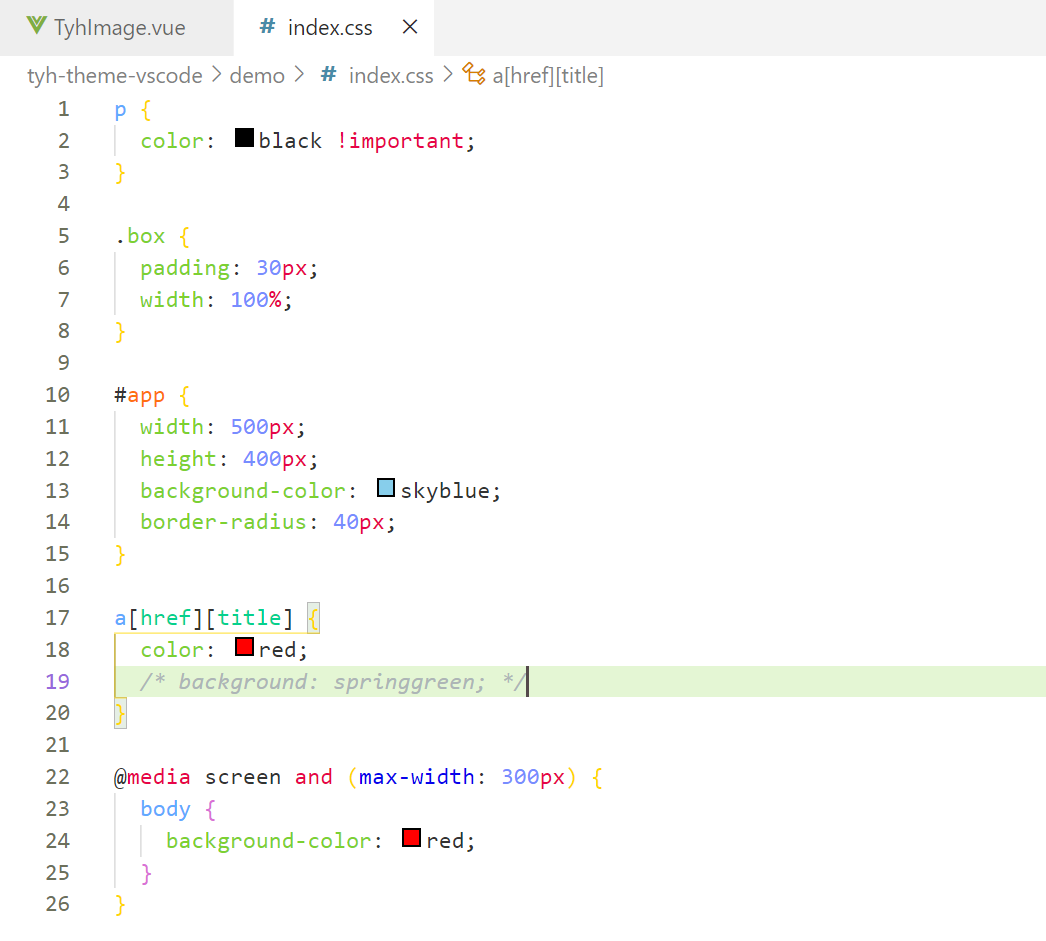 TyhImage.vue # index.css
tyh-theme-vscode > demo > # index.css > a[href][title]
1 p {
2 color: black !important;
3 }
4
5 .box {
6 padding: 30px;
7 width: 100%;
8 }
9
10 #app {
11 width: 500px;
12 height: 400px;
13 background-color: skyblue;
14 border-radius: 40px;
15 }
16
17 a[href][title] {
18 color: red;
19 /* background: springgreen; */
20 }
21
22 @media screen and (max-width: 300px) {
23 body {
24 background-color: red;
25 }
26 }